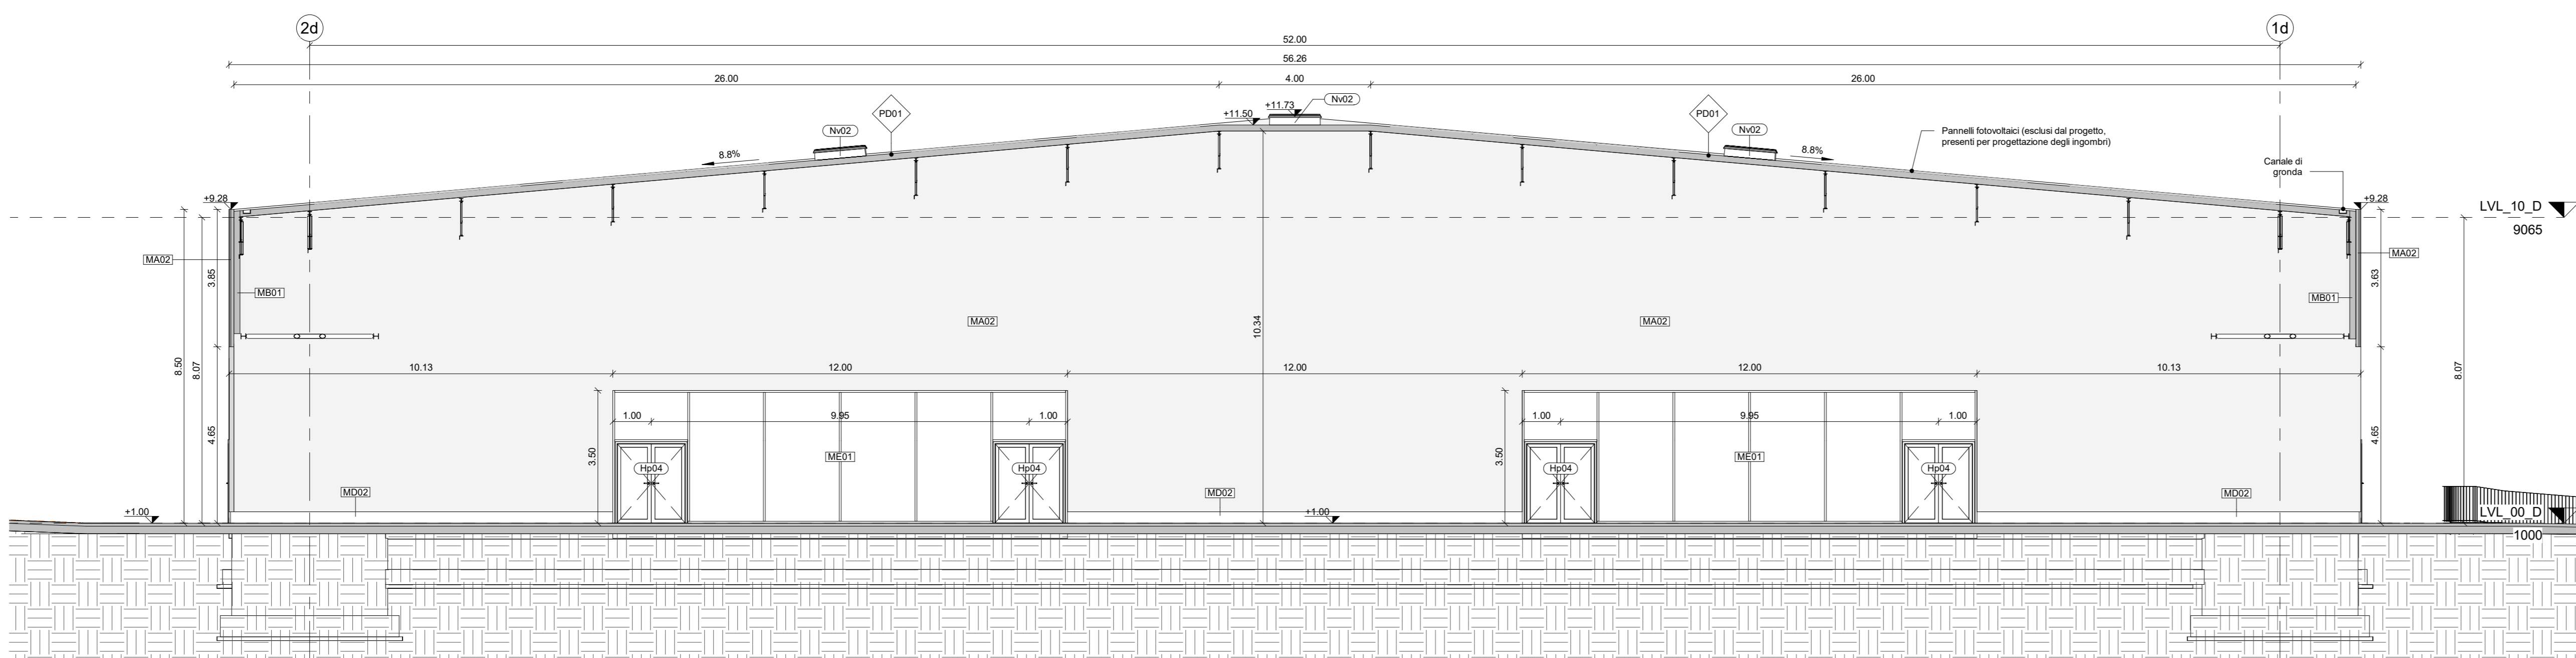 2d
1d
52.00
56.26
26.00
4.00
26.00
+11.73
Nv02
+11.50
PD01
PD01
Nv02
Nv02
8.8%
8.8%
Pannelli fotovoltaici (esclusi dal progetto,
presenti per progettazione degli ingombri)
Canale di
gronda
+9.28
+9.28
LVL_10_D
9065
MA02
MA02
3.85
3.63
MB01
MB01
MA02
MA02
10.34
8.50
8.07
8.07
10.13
12.00
12.00
12.00
10.13
1.00
9.95
1.00
1.00
9.95
1.00
4.65
4.65
3.50
3.50
Hp04
ME01
Hp04
Hp04
ME01
Hp04
MD02
MD02
MD02
+1.00
+1.00
LVL_00_D
1000